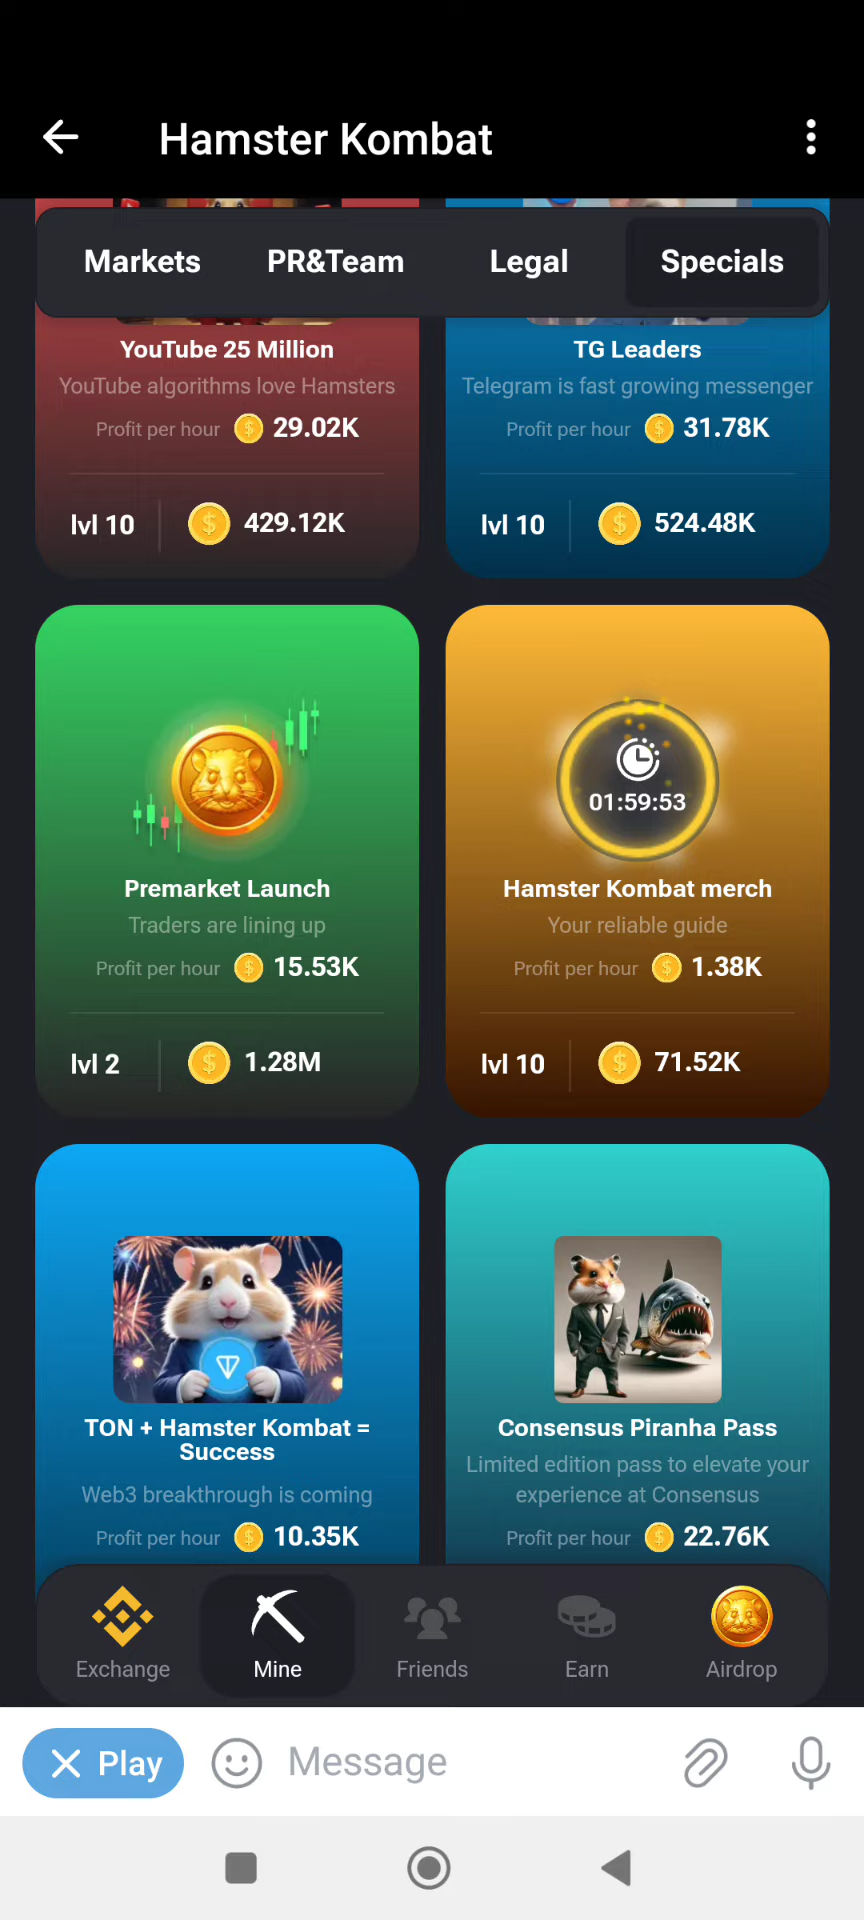 Hamster Kombat
Markets PR&Team Legal Specials
YouTube 25 Million
YouTube algorithms love Hamsters
Profit per hour 29.02K
lvl 10 429.12K
TG Leaders
Telegram is fast growing messenger
Profit per hour 31.78K
lvl 10 524.48K
Premarket Launch
Traders are lining up
Profit per hour 15.53K
lvl 2 1.28M
01:59:53
Hamster Kombat merch
Your reliable guide
Profit per hour 1.38K
lvl 10 71.52K
TON + Hamster Kombat =
Success
Web3 breakthrough is coming
Profit per hour 10.35K
Consensus Piranha Pass
Limited edition pass to elevate your
experience at Consensus
Profit per hour 22.76K
Exchange Mine Friends Earn Airdrop
Play Message